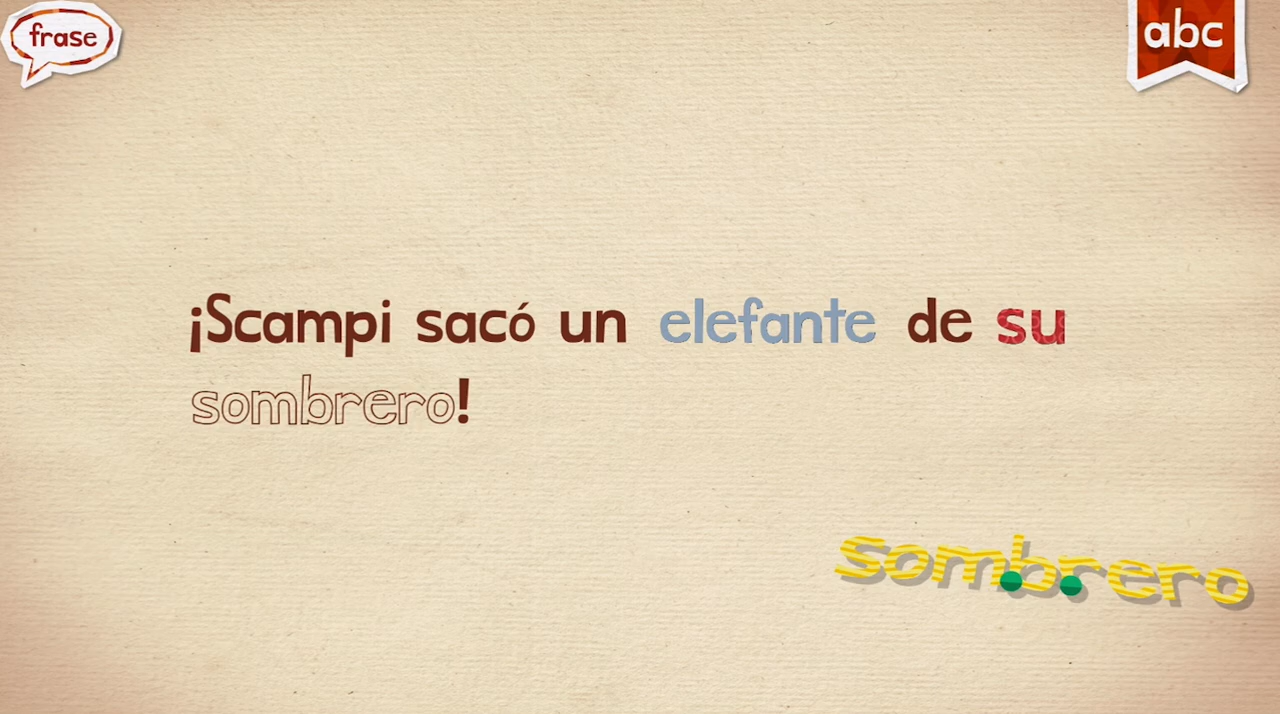 frase
abc
¡Scampi sacó un elefante de su
sombrero!
sombrero